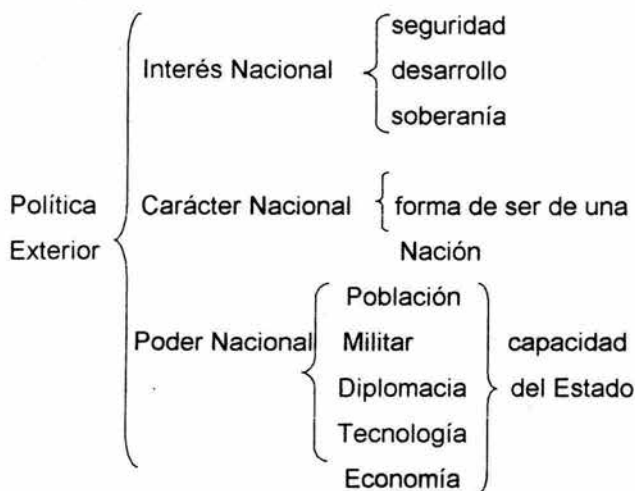 seguridad
Interés Nacional
desarrollo
soberanía
Política
Exterior
Carácter Nacional
forma de ser de una
Nación
Población
Poder Nacional
Militar
capacidad
Diplomacia
del Estado
Tecnología
Economía